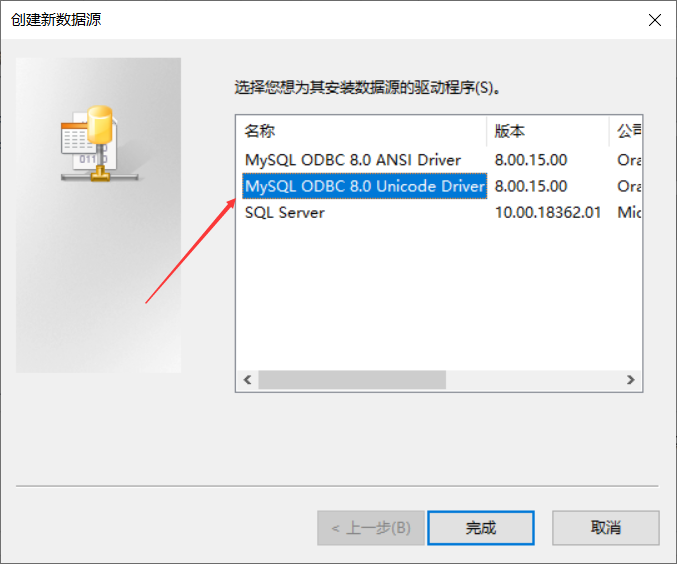 创建新数据源
选择您想为其安装数据源的驱动程序(S)。
名称 版本 公司
MySQL ODBC 8.0 ANSI Driver 8.00.15.00 Ora
MySQL ODBC 8.0 Unicode Driver 8.00.15.00 Ora
SQL Server 10.00.18362.01 Mic
< 上一步(B) 完成 取消